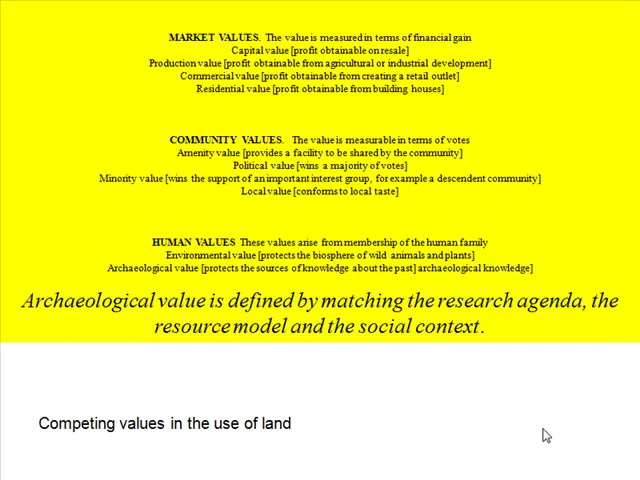 MARKET VALUES. The value is measured in terms of financial gain
Capital value [profit obtainable on resale]
Production value [profit obtainable from agricultural or industrial development]
Commercial value [profit obtainable from creating a retail outlet]
Residential value [profit obtainable from building houses]
COMMUNITY VALUES. The value is measurable in terms of votes
Amenity value [provides a facility to be shared by the community]
Political value [wins a majority of votes]
Minority value [wins the support of an important interest group, for example a descendent community]
Local value [conforms to local taste]
HUMAN VALUES These values arise from membership of the human family
Environmental value [protects the biosphere of wild animals and plants]
Archaeological value [protects the sources of knowledge about the past] archaeological knowledge]
Archaeological value is defined by matching the research agenda, the
resource model and the social context.
Competing values in the use of land